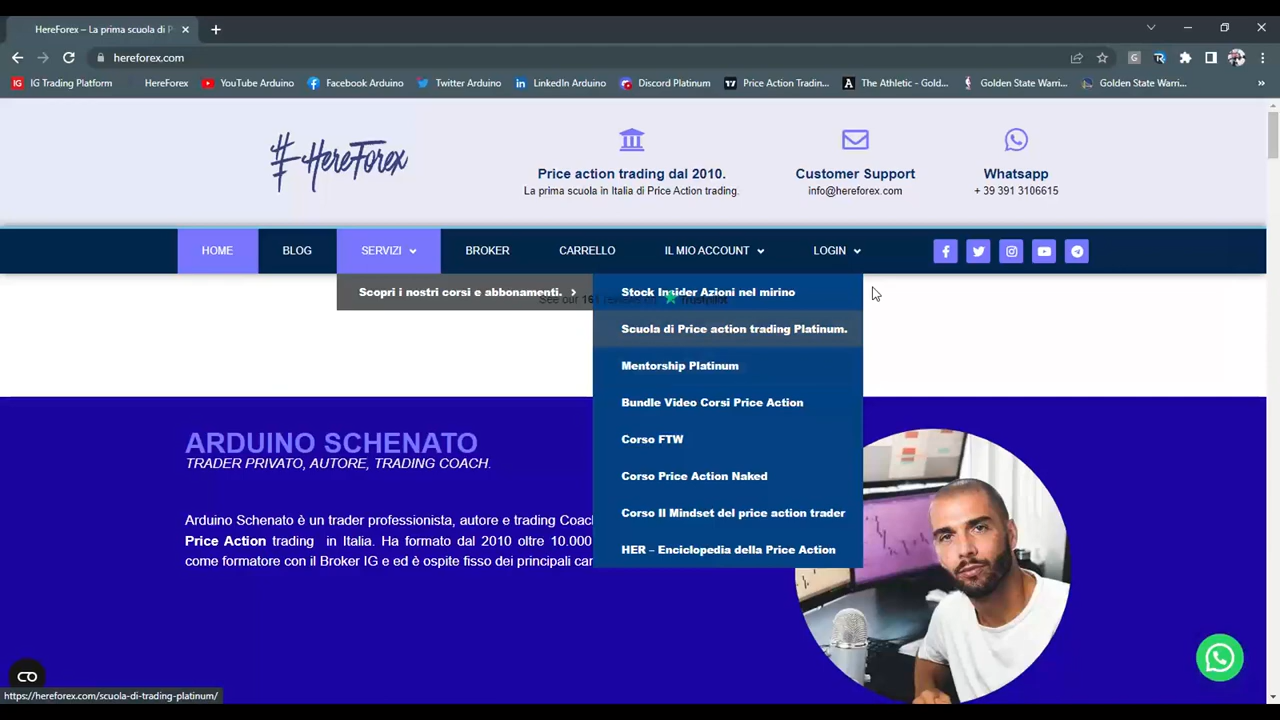 HereForex – La prima scuola di P
hereforex.com
IG Trading Platform
HereForex
YouTube Arduino
Facebook Arduino
Twitter Arduino
LinkedIn Arduino
Discord Platinum
Price Action Tradin...
The Athletic - Gold...
Golden State Warri...
Golden State Warri...
#HereForex
Price action trading dal 2010.
La prima scuola in Italia di Price Action trading.
Customer Support
info@hereforex.com
Whatsapp
+ 39 391 3106615
HOME
BLOG
SERVIZI
BROKER
CARRELLO
IL MIO ACCOUNT
LOGIN
Scopri i nostri corsi e abbonamenti.
See our
Stock Insider Azioni nel mirino
Scuola di Price action trading Platinum.
Mentorship Platinum
Bundle Video Corsi Price Action
Corso FTW
Corso Price Action Naked
Corso Il Mindset del price action trader
HER – Enciclopedia della Price Action
ARDUINO SCHENATO
TRADER PRIVATO, AUTORE, TRADING COACH.
Arduino Schenato è un trader professionista, autore e trading Coac
Price Action trading in Italia. Ha formato dal 2010 oltre 10.000
come formatore con il Broker IG e ed è ospite fisso dei principali can
https://hereforex.com/scuola-di-trading-platinum/